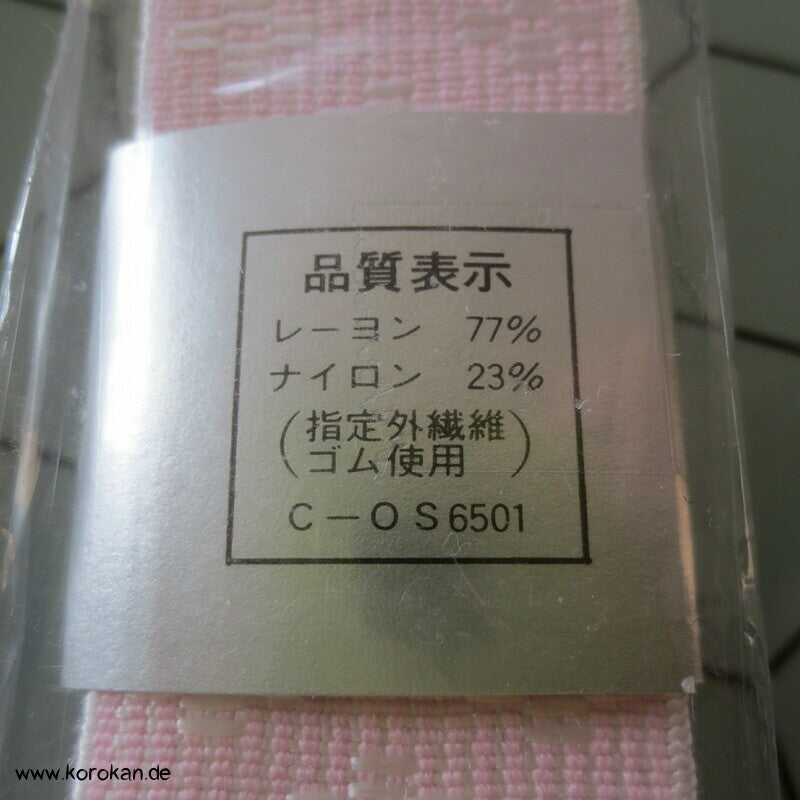 品質表示
レーヨン 77%
ナイロン 23%
(指定外繊維
ゴム使用)
C-OS6501
www.korokan.de